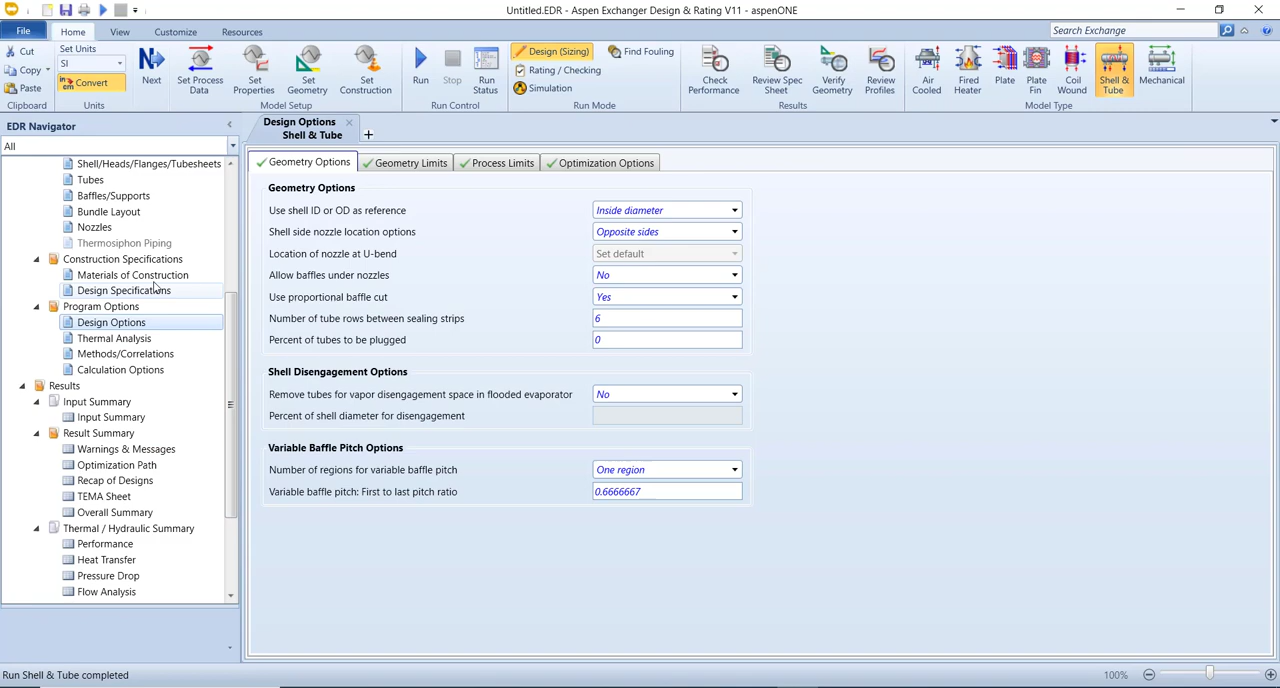 Untitled.EDR - Aspen Exchanger Design & Rating V11 - aspenONE
File
Home
View
Customize
Resources
Search Exchange
Cut
Copy
Paste
Clipboard
Set Units
SI
Convert
Units
Next
Set Process Data
Set Properties
Set Geometry
Set Construction
Model Setup
Run
Stop
Run Status
Run Control
Design (Sizing)
Rating / Checking
Simulation
Find Fouling
Run Mode
Check Performance
Review Spec Sheet
Verify Geometry
Review Profiles
Results
Air Cooled
Fired Heater
Plate
Plate Fin
Coil Wound
Shell & Tube
Mechanical
Model Type
EDR Navigator
All
Shell/Heads/Flanges/Tubesheets
Tubes
Baffles/Supports
Bundle Layout
Nozzles
Thermosiphon Piping
Construction Specifications
Materials of Construction
Design Specifications
Program Options
Design Options
Thermal Analysis
Methods/Correlations
Calculation Options
Results
Input Summary
Input Summary
Result Summary
Warnings & Messages
Optimization Path
Recap of Designs
TEMA Sheet
Overall Summary
Thermal / Hydraulic Summary
Performance
Heat Transfer
Pressure Drop
Flow Analysis
Design Options
Shell & Tube
Geometry Options
Geometry Limits
Process Limits
Optimization Options
Geometry Options
Use shell ID or OD as reference Inside diameter
Shell side nozzle location options Opposite sides
Location of nozzle at U-bend Set default
Allow baffles under nozzles No
Use proportional baffle cut Yes
Number of tube rows between sealing strips 6
Percent of tubes to be plugged 0
Shell Disengagement Options
Remove tubes for vapor disengagement space in flooded evaporator No
Percent of shell diameter for disengagement
Variable Baffle Pitch Options
Number of regions for variable baffle pitch One region
Variable baffle pitch: First to last pitch ratio 0.6666667
Run Shell & Tube completed
100%